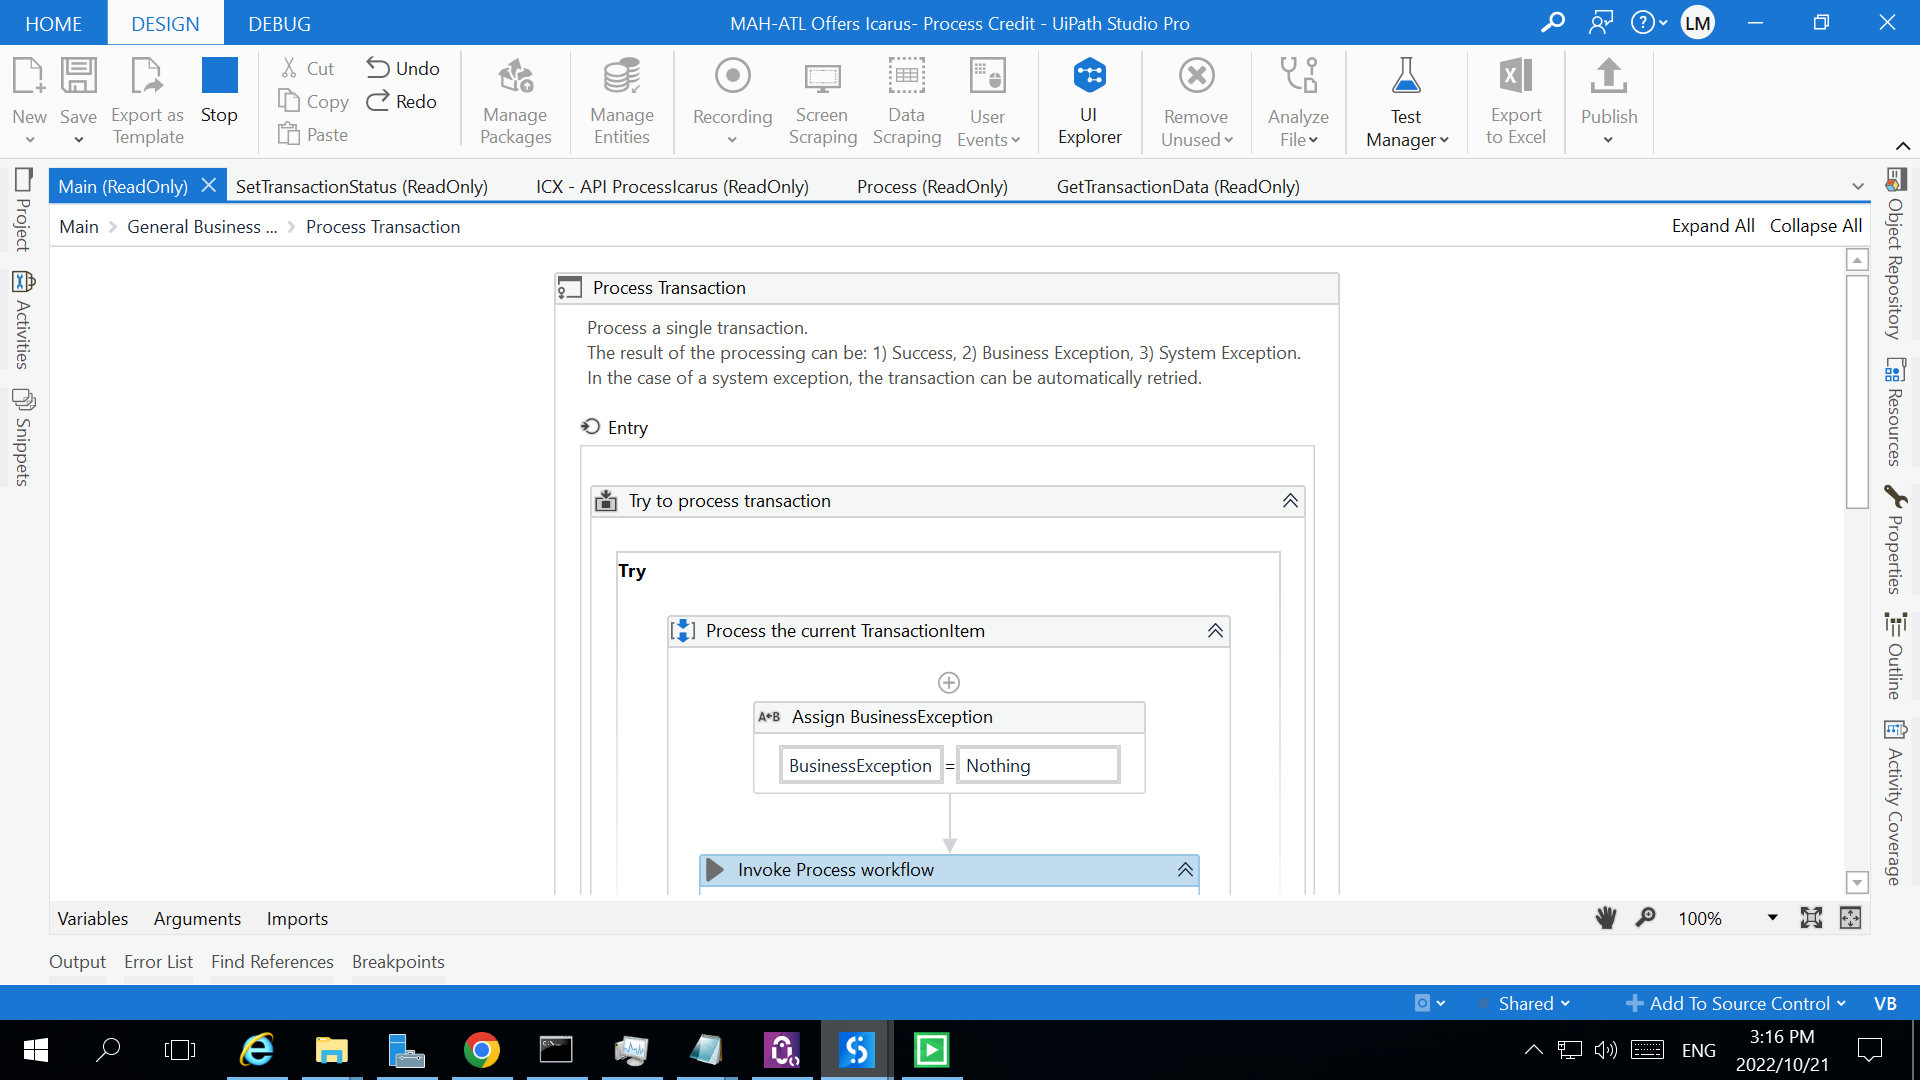 HOME DESIGN DEBUG MAH-ATL Offers Icarus- Process Credit - UiPath Studio Pro LM
New Save Export as Template Stop Cut Copy Paste Undo Redo Manage Packages Manage Entities Recording Screen Scraping Data Scraping User Events UI Explorer Remove Unused Analyze File Test Manager Export to Excel Publish
Main (ReadOnly) SetTransactionStatus (ReadOnly) ICX - API ProcessIcarus (ReadOnly) Process (ReadOnly) GetTransactionData (ReadOnly)
Main General Business ... Process Transaction Expand All Collapse All
Project
Activities
Snippets
Process Transaction
Process a single transaction.
The result of the processing can be: 1) Success, 2) Business Exception, 3) System Exception.
In the case of a system exception, the transaction can be automatically retried.
Entry
Try to process transaction
Try
Process the current TransactionItem
A B Assign BusinessException
BusinessException = Nothing
Invoke Process workflow
Object Repository
Resources
Properties
Outline
Activity Coverage
Variables Arguments Imports 100%
Output Error List Find References Breakpoints
Shared Add To Source Control VB
ENG 3:16 PM
2022/10/21